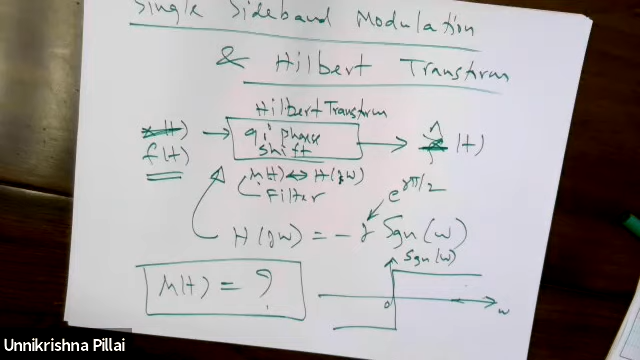 Single Sideband Modulation
& Hilbert Transform
Hilbert Transform
f(t)
90° phase
shift
f̂(t)
h(t) ↔ H(jω)
Filter
e^{jπ/2}
H(jω) = - j Sgn(ω)
Sgn(ω)
h(t) = ?
0
ω
Unnikrishna Pillai